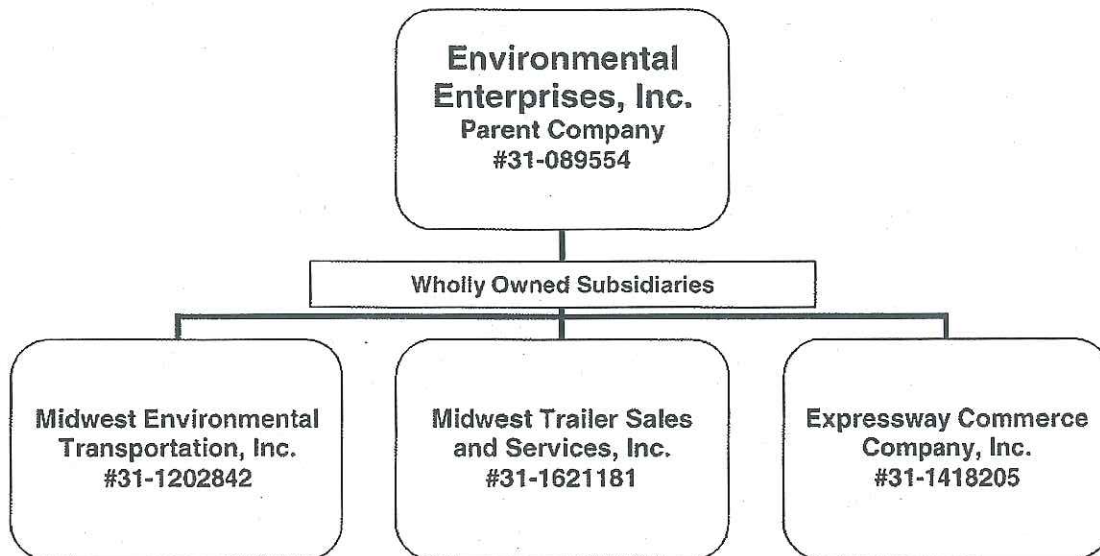 Environmental
Enterprises, Inc.
Parent Company
#31-089554
Wholly Owned Subsidiaries
Midwest Environmental
Transportation, Inc.
#31-1202842
Midwest Trailer Sales
and Services, Inc.
#31-1621181
Expressway Commerce
Company, Inc.
#31-1418205